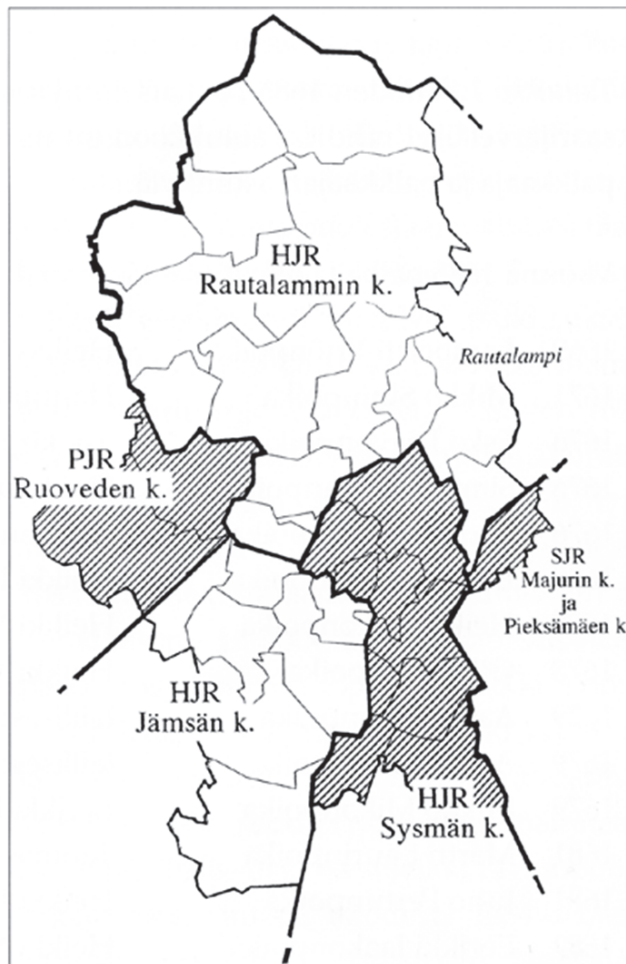 HJR
Rautalammin k.
Rautalampi
PJR
Ruoveden k.
SJR
Majurin k.
ja
Pieksämäen k
HJR
Jämsän k.
HJR
Sysmän k.